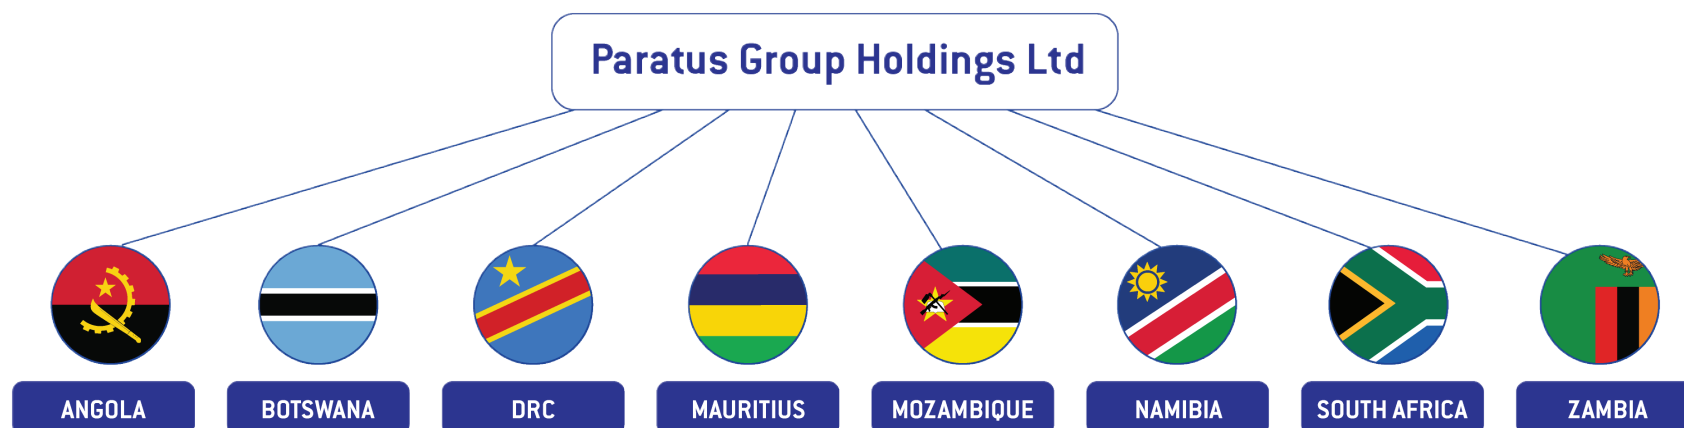 Paratus Group Holdings Ltd
ANGOLA
BOTSWANA
DRC
MAURITIUS
MOZAMBIQUE
NAMIBIA
SOUTH AFRICA
ZAMBIA